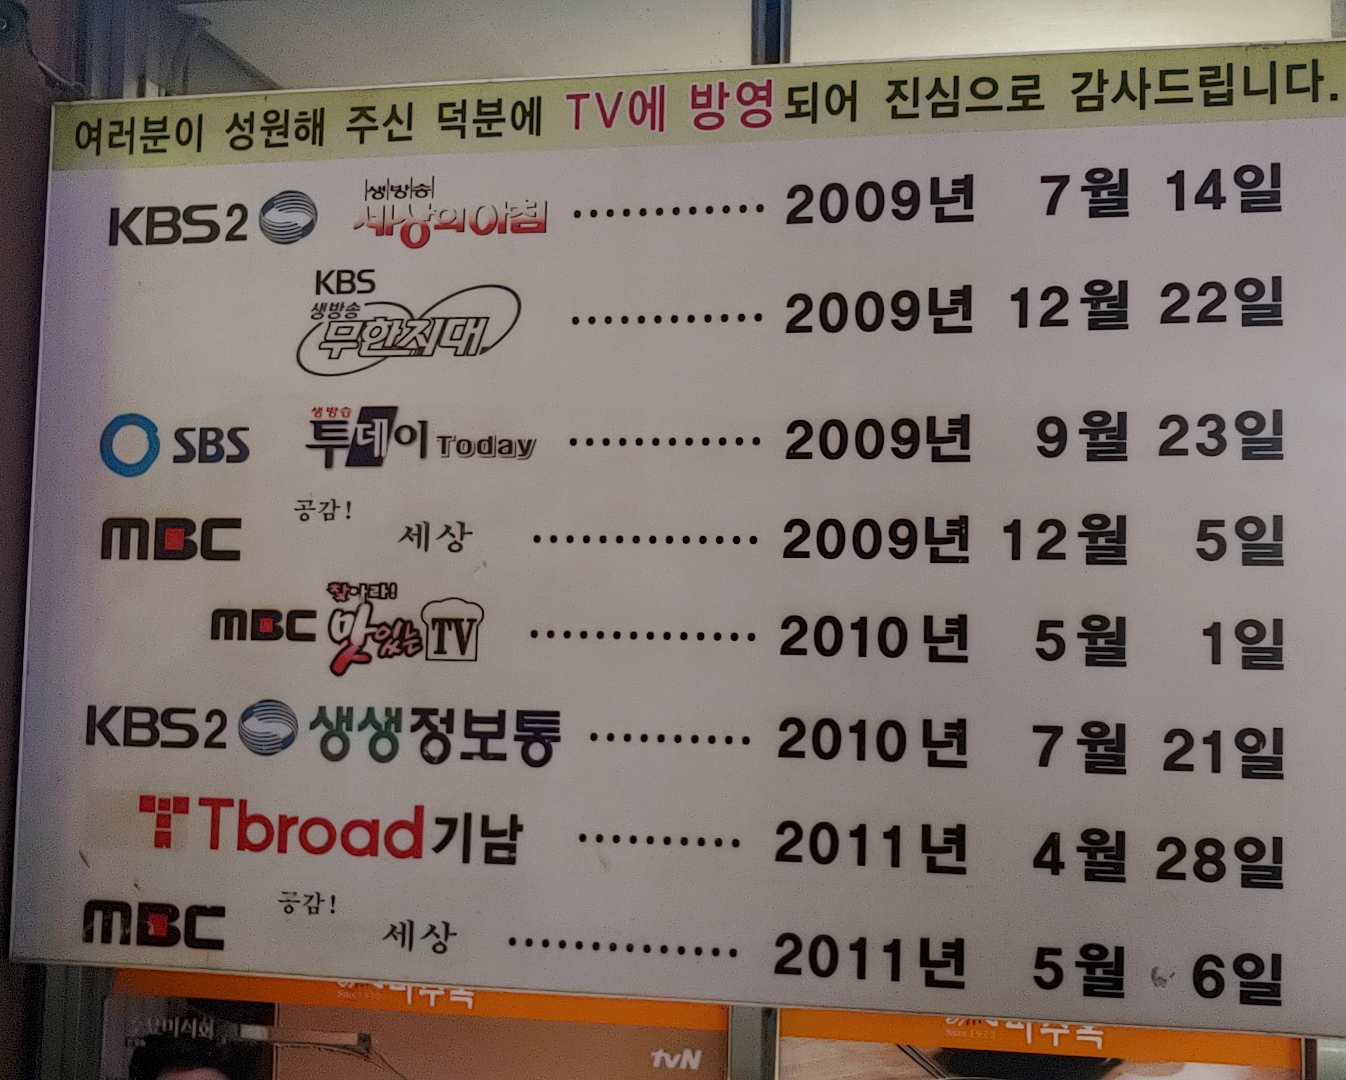 여러분이 성원해 주신 덕분에 TV에 방영되어 진심으로 감사드립니다.
KBS2 생방송 세상의아침 ············ 2009년 7월 14일
KBS 생방송 무한지대 ············ 2009년 12월 22일
SBS 생방송 투데이 Today ············ 2009년 9월 23일
MBC 공감! 세상 ·············· 2009년 12월 5일
MBC 찾아라! 맛있는 TV ·············· 2010년 5월 1일
KBS2 생생정보통 ·········· 2010년 7월 21일
Tbroad 기남 ·········· 2011년 4월 28일
MBC 공감! 세상 ·············· 2011년 5월 6일
수요미식회
tvN